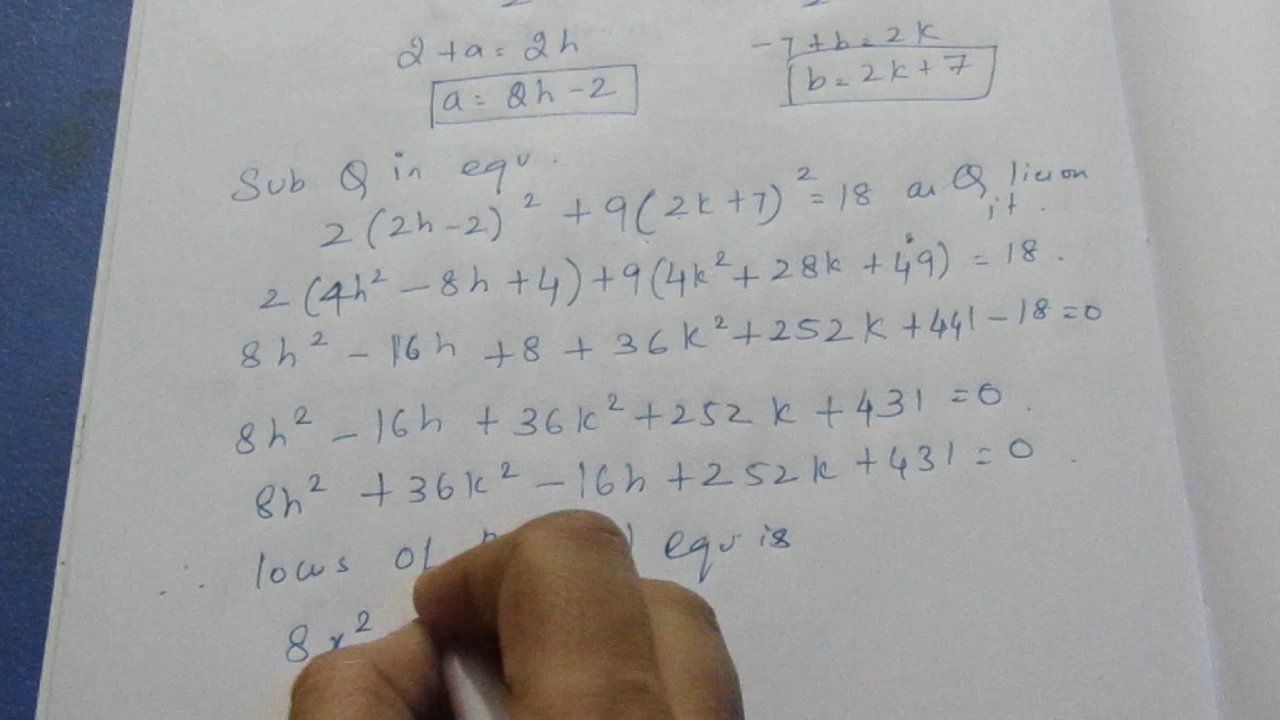 2 + a = 2h
-7 + b = 2k
a = 2h - 2
b = 2k + 7
Sub Q in equ.
2(2h - 2)² + 9(2k + 7)² = 18 as Q lies on
it.
2(4h² - 8h + 4) + 9(4k² + 28k + 49) = 18.
8h² - 16h + 8 + 36k² + 252k + 441 - 18 = 0
8h² - 16h + 36k² + 252k + 431 = 0.
8h² + 36k² - 16h + 252k + 431 = 0.
∴ locus of equ is
8x²